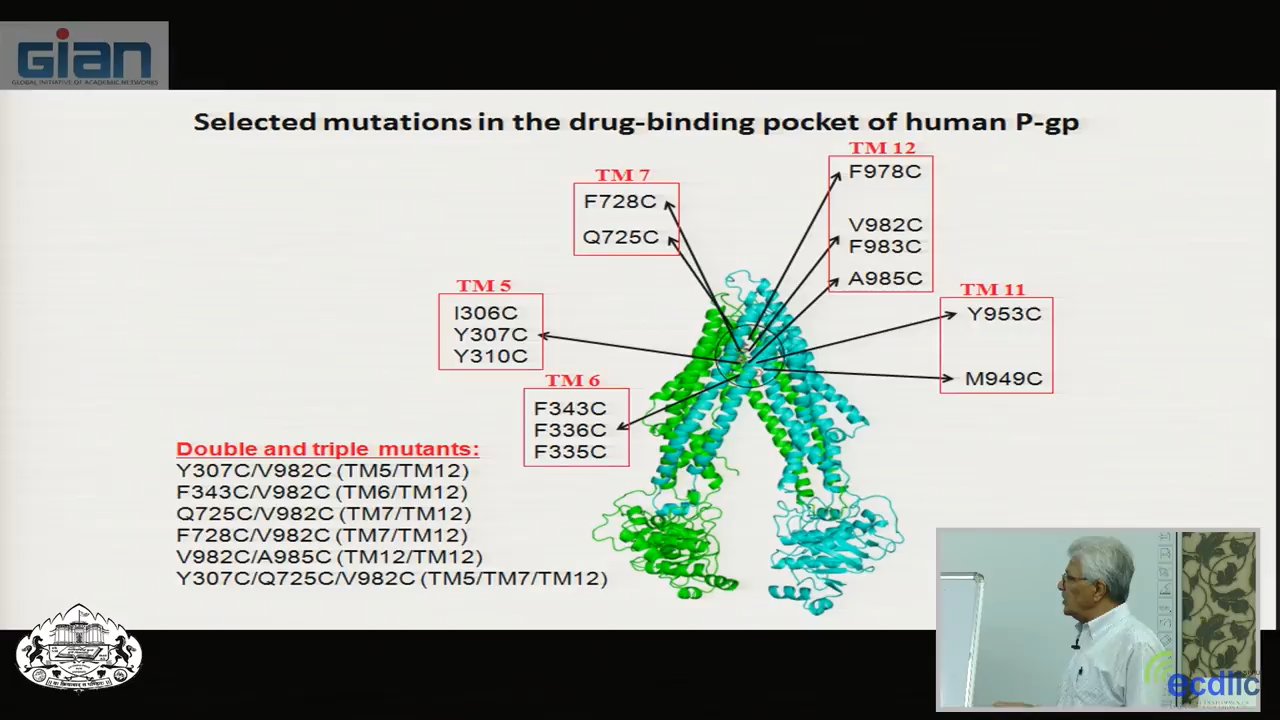 GIAN
GLOBAL INITIATIVE OF ACADEMIC NETWORKS
Selected mutations in the drug-binding pocket of human P-gp
TM 7
F728C
Q725C
TM 12
F978C
V982C
F983C
A985C
TM 5
I306C
Y307C
Y310C
TM 11
Y953C
M949C
TM 6
F343C
F336C
F335C
Double and triple mutants:
Y307C/V982C (TM5/TM12)
F343C/V982C (TM6/TM12)
Q725C/V982C (TM7/TM12)
F728C/V982C (TM7/TM12)
V982C/A985C (TM12/TM12)
Y307C/Q725C/V982C (TM5/TM7/TM12)
ecdlic